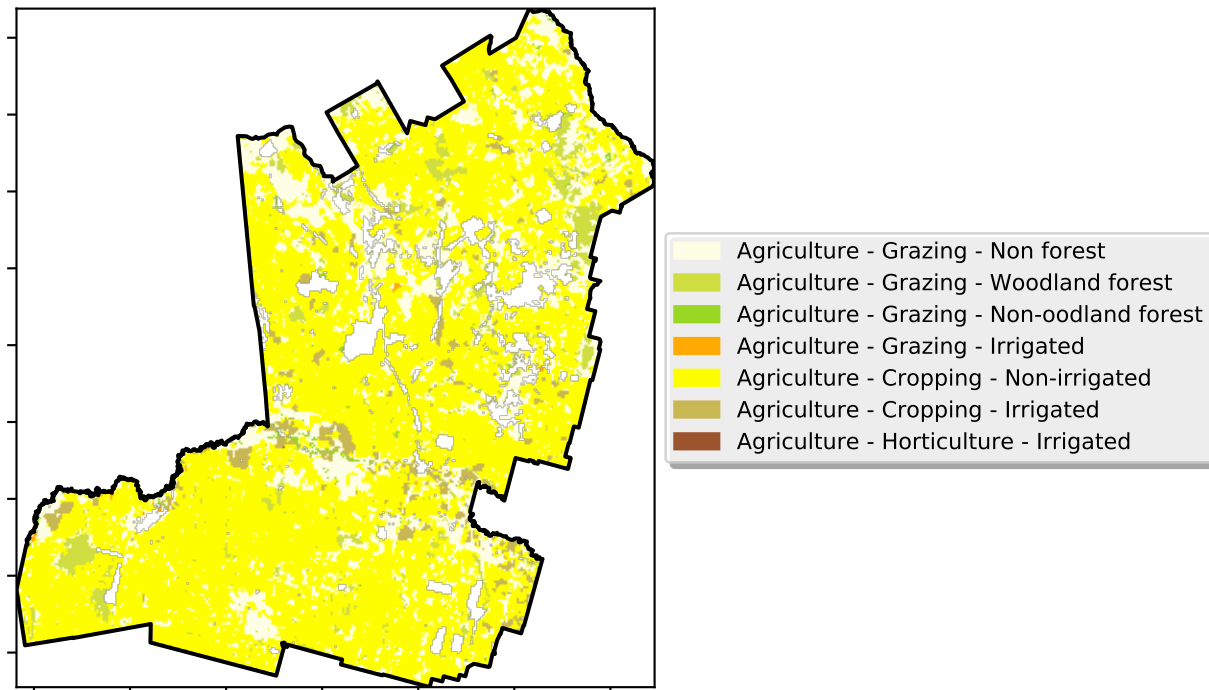 Agriculture - Grazing - Non forest
Agriculture - Grazing - Woodland forest
Agriculture - Grazing - Non-oodland forest
Agriculture - Grazing - Irrigated
Agriculture - Cropping - Non-irrigated
Agriculture - Cropping - Irrigated
Agriculture - Horticulture - Irrigated